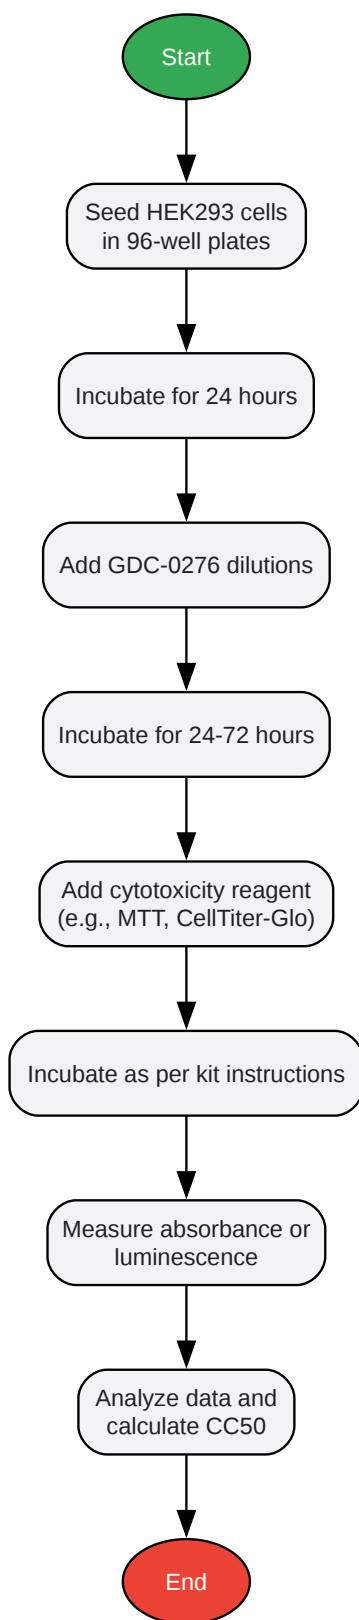 Start
Seed HEK293 cells
in 96-well plates
Incubate for 24 hours
Add GDC-0276 dilutions
Incubate for 24-72 hours
Add cytotoxicity reagent
(e.g., MTT, CellTiter-Glo)
Incubate as per kit instructions
Measure absorbance or
luminescence
Analyze data and
calculate CC50
End